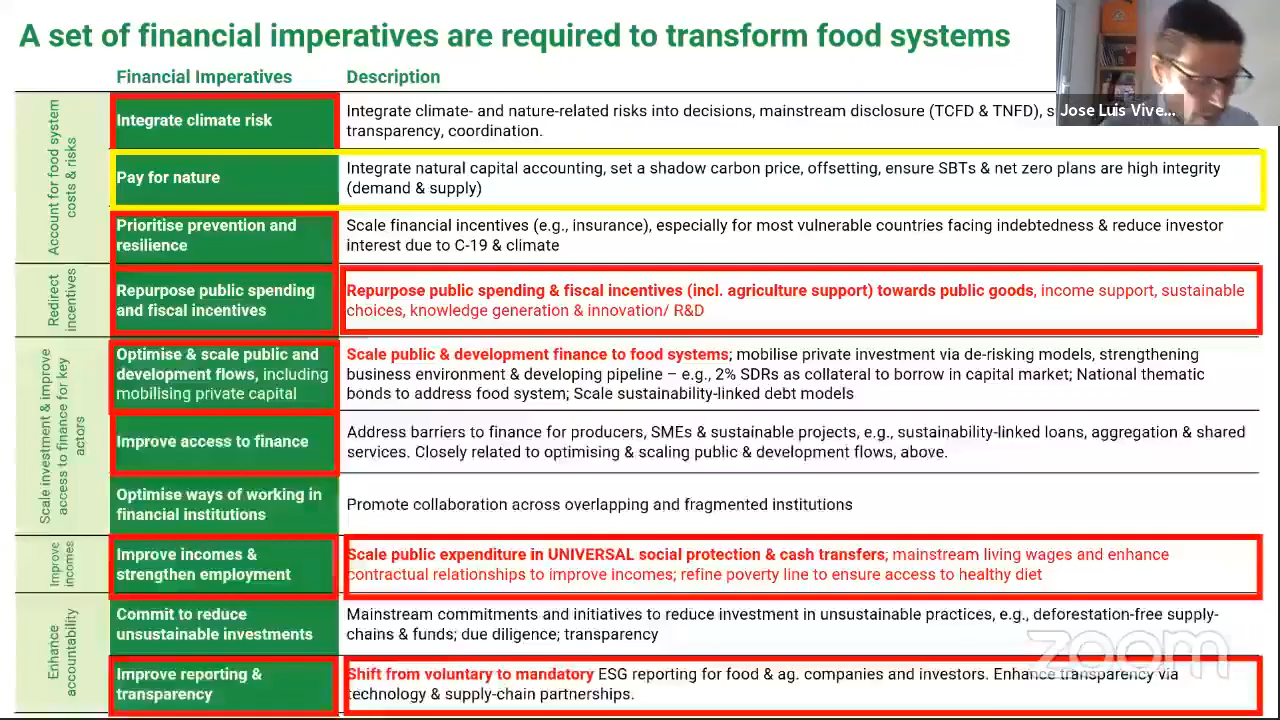 A set of financial imperatives are required to transform food systems
Financial Imperatives
Description
Account for food system
costs & risks
Integrate climate risk
Integrate climate- and nature-related risks into decisions, mainstream disclosure (TCFD & TNFD),
transparency, coordination.
Jose Luis Vive...
Pay for nature
Integrate natural capital accounting, set a shadow carbon price, offsetting, ensure SBTs & net zero plans are high integrity
(demand & supply)
Prioritise prevention and
resilience
Scale financial incentives (e.g., insurance), especially for most vulnerable countries facing indebtedness & reduce investor
interest due to C-19 & climate
Redirect
incentives
Repurpose public spending
and fiscal incentives
Repurpose public spending & fiscal incentives (incl. agriculture support) towards public goods, income support, sustainable
choices, knowledge generation & innovation/ R&D
Scale investment & improve
access to finance for key
actors
Optimise & scale public and
development flows, including
mobilising private capital
Scale public & development finance to food systems; mobilise private investment via de-risking models, strengthening
business environment & developing pipeline – e.g., 2% SDRs as collateral to borrow in capital market; National thematic
bonds to address food system; Scale sustainability-linked debt models
Improve access to finance
Address barriers to finance for producers, SMEs & sustainable projects, e.g., sustainability-linked loans, aggregation & shared
services. Closely related to optimising & scaling public & development flows, above.
Optimise ways of working in
financial institutions
Promote collaboration across overlapping and fragmented institutions
Improve
incomes
Improve incomes &
strengthen employment
Scale public expenditure in UNIVERSAL social protection & cash transfers; mainstream living wages and enhance
contractual relationships to improve incomes; refine poverty line to ensure access to healthy diet
Enhance
accountability
Commit to reduce
unsustainable investments
Mainstream commitments and initiatives to reduce investment in unsustainable practices, e.g., deforestation-free supply-
chains & funds; due diligence; transparency
Improve reporting &
transparency
Shift from voluntary to mandatory ESG reporting for food & ag. companies and investors. Enhance transparency via
technology & supply-chain partnerships.
zoom